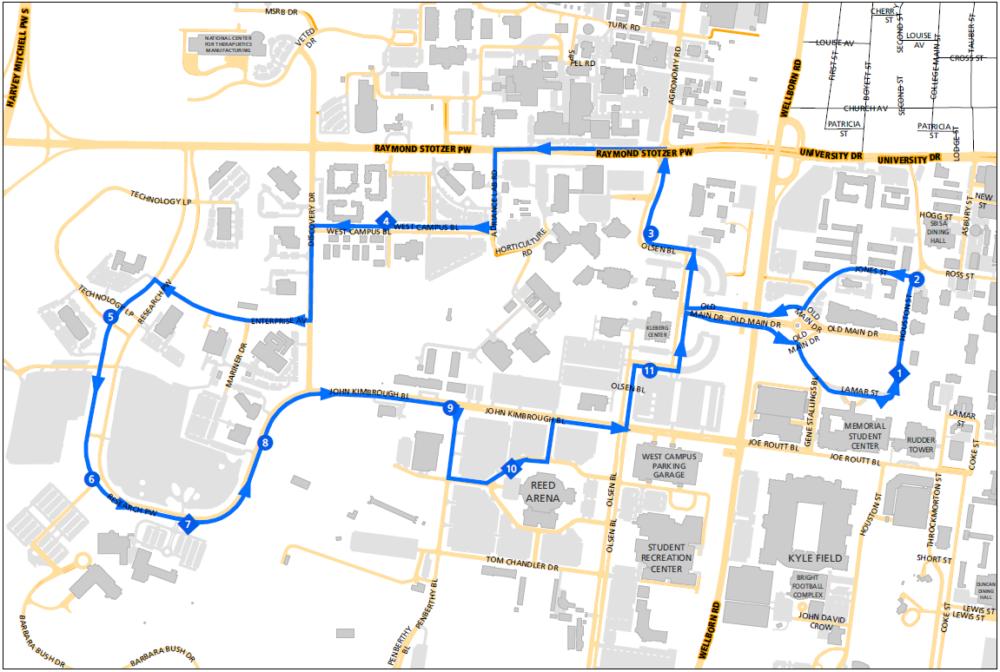 HARVEY MITCHELL PW S
MSRB DR
NATIONAL CENTER
FOR THERAPUETICS
MANUFACTURING
VETED
DR
TURK RD
PEL RD
AGRONOMY RD
WELLBORN RD
CHERR Y
ST
SECOND ST
LOUISE AV
LOUISE
AV
TAUBER ST
FIRST ST
BOYETT ST
COLLEGE MAIN ST
CROSS ST
SECOND ST
CHURCH AV
PATRICIA
ST
PATRICIA
ST
LODGE ST
RAYMOND STOTZER PW
RAYMOND STOTZER PW
UNIVERSITY DR
UNIVERSITY DR
TECHNOLOGY LP
DISCOVERY DR
ADRIANCE LAB RD
4
WEST CAMPUS BL
WEST CAMPUS BL
HORTICULTURE
RD
3
OLSEN BL
NEW
ST
ASBURY ST
HOGG ST
SBISA
DINING
HALL
JONES ST
2
ROSS ST
TECHNOLOGY LP
RESEARCH PW
5
ENTERPRISE AV
OLD
MAIN DR
OLD MAIN DR
OLD
MAIN DR
OLD MAIN DR
OLD
MAIN DR
HOUSTON ST
KLEBERG
CENTER
MARINER DR
11
1
OLSEN BL
LAMAR ST
GENE STALLINGS BL
JOHN KIMBROUGH BL
9
JOHN KIMBROUGH BL
LAMAR
ST
MEMORIAL
STUDENT
CENTER
RUDDER
TOWER
8
JOE ROUTT BL
JOE ROUTT BL
COKE ST
WEST CAMPUS
PARKING
GARAGE
10
6
REED
ARENA
OLSEN BL
RESEARCH PW
7
HOUSTON ST
THROCKMORTON ST
OLSEN BL
STUDENT
RECREATION
CENTER
KYLE FIELD
SHORT ST
TOM CHANDLER DR
BRIGHT
FOOTBALL
COMPLEX
DUNCAN
DINING
HALL
PENBERTHY BL
JOHN DAVID
CROW
COKE ST
LEWIS ST
LEWIS ST
WELLBORN RD
BARBARA BUSH DR
BARBARA BUSH DR
PENBERTHY
BL